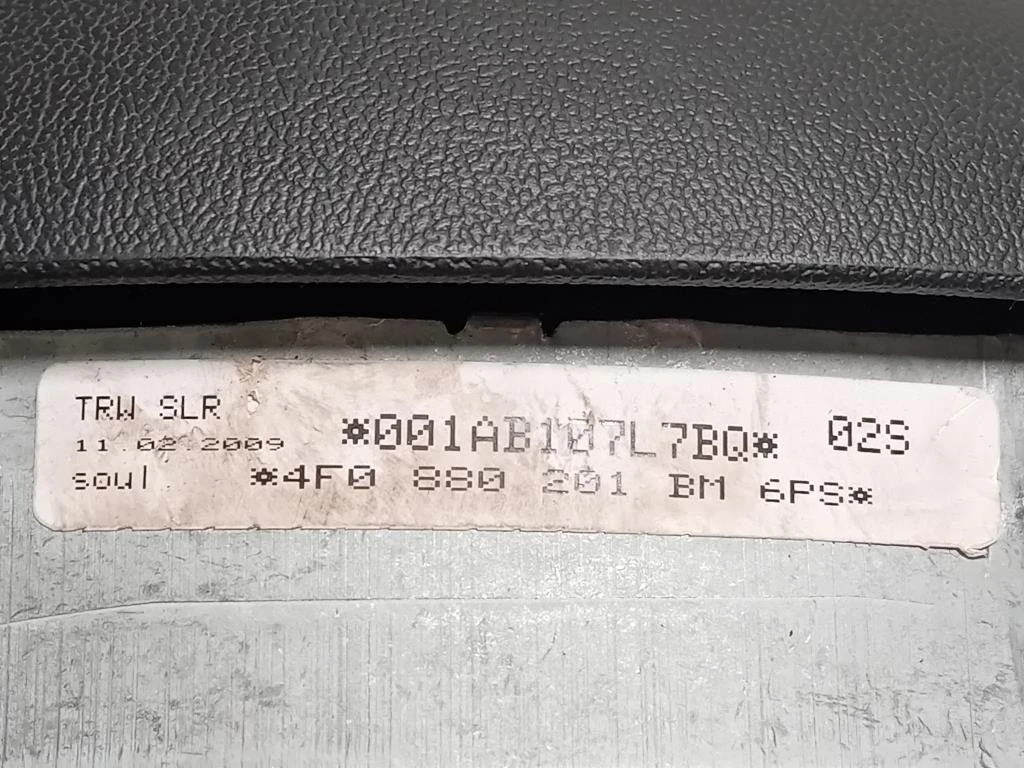 TRW SLR
11.02.2009
*001AB107L7BQ* 02S
soul.
*4F0 880 201 BM 6PS*